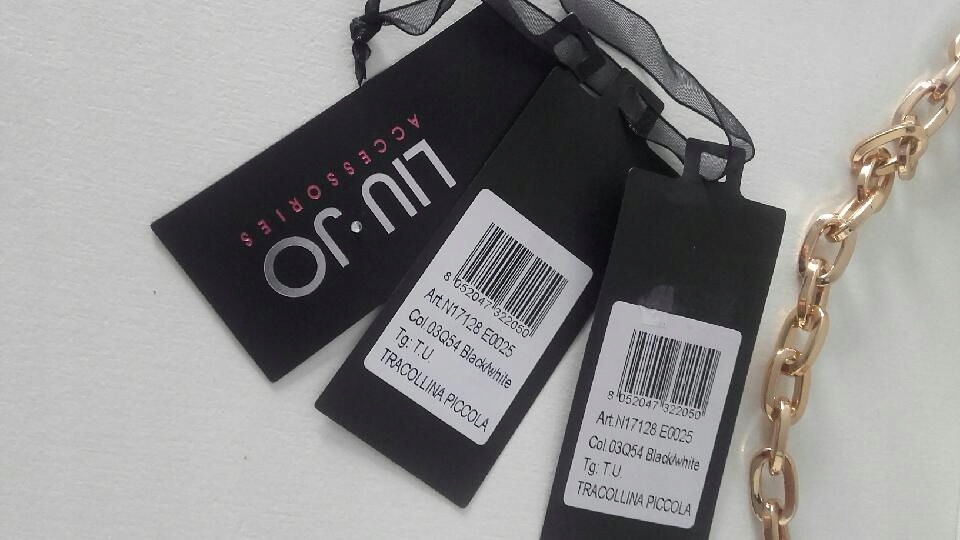 LIU·JO
ACCESSORIES
8 052047 322050
Art.N17128 E0025
Col.03Q54 Black/white
Tg: T.U.
TRACOLLINA PICCOLA
8 052047 322050
Art.N17128 E0025
Col.03Q54 Black/white
Tg: T.U.
TRACOLLINA PICCOLA